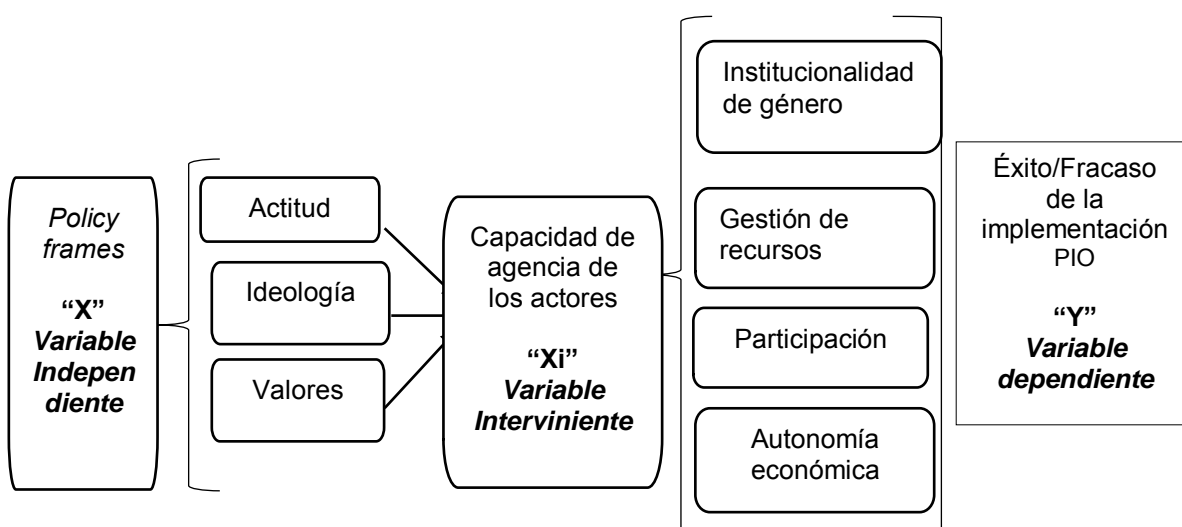 Policy
frames
“X”
Variable
Indepen
diente
Actitud
Ideología
Valores
Capacidad de
agencia de
los actores
“Xi”
Variable
Interviniente
Institucionalidad
de género
Gestión de
recursos
Participación
Autonomía
económica
Éxito/Fracaso
de la
implementación
PIO
“Y”
Variable
dependiente